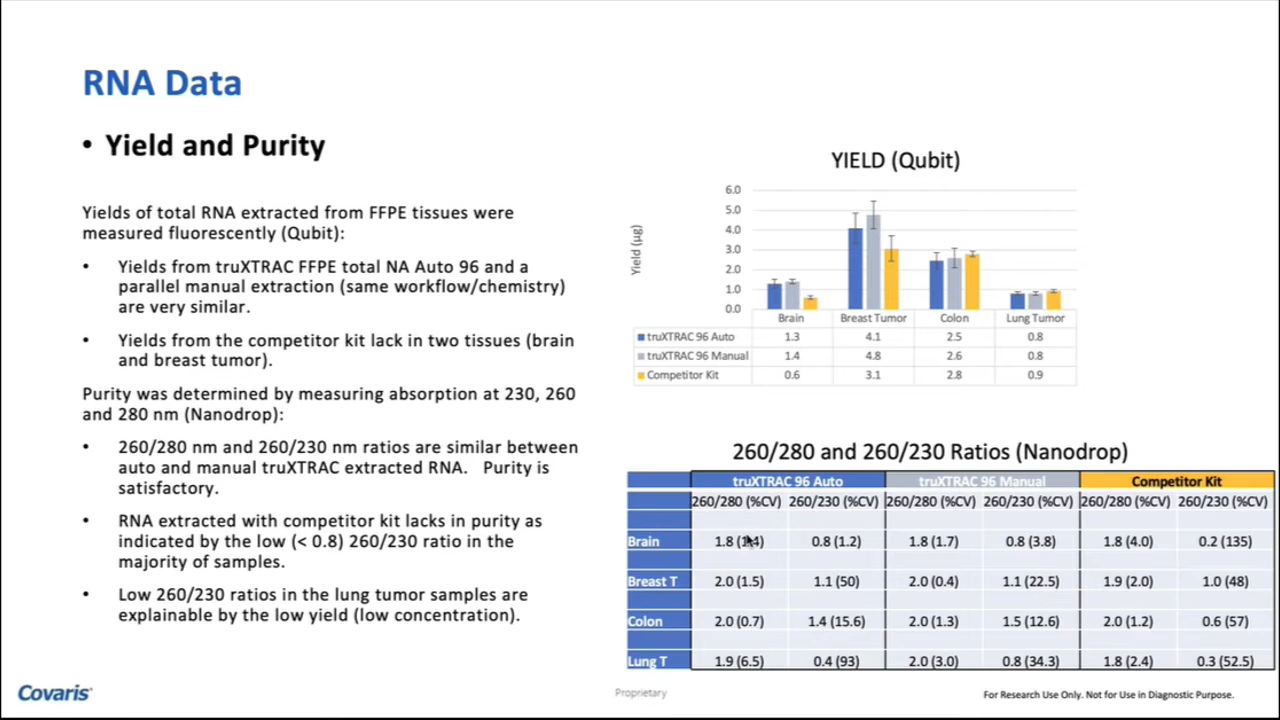 RNA Data
• Yield and Purity
Yields of total RNA extracted from FFPE tissues were
measured fluorescently (Qubit):
• Yields from truXTRAC FFPE total NA Auto 96 and a
parallel manual extraction (same workflow/chemistry)
are very similar.
• Yields from the competitor kit lack in two tissues (brain
and breast tumor).
Purity was determined by measuring absorption at 230, 260
and 280 nm (Nanodrop):
• 260/280 nm and 260/230 nm ratios are similar between
auto and manual truXTRAC extracted RNA. Purity is
satisfactory.
• RNA extracted with competitor kit lacks in purity as
indicated by the low (< 0.8) 260/230 ratio in the
majority of samples.
• Low 260/230 ratios in the lung tumor samples are
explainable by the low yield (low concentration).
YIELD (Qubit)
Yield (µg)
6.0
5.0
4.0
3.0
2.0
1.0
0.0
Brain Breast Tumor Colon Lung Tumor
truXTRAC 96 Auto 1.3 4.1 2.5 0.8
truXTRAC 96 Manual 1.4 4.8 2.6 0.8
Competitor Kit 0.6 3.1 2.8 0.9
260/280 and 260/230 Ratios (Nanodrop)
truXTRAC 96 Auto truXTRAC 96 Manual Competitor Kit
260/280 (%CV) 260/230 (%CV) 260/280 (%CV) 260/230 (%CV) 260/280 (%CV) 260/230 (%CV)
Brain 1.8 0.8 (1.2) 1.8 (1.7) 0.8 (3.8) 1.8 (4.0) 0.2 (135)
Breast T 2.0 (1.5) 1.1 (50) 2.0 (0.4) 1.1 (22.5) 1.9 (2.0) 1.0 (48)
Colon 2.0 (0.7) 1.4 (15.6) 2.0 (1.3) 1.5 (12.6) 2.0 (1.2) 0.6 (57)
Lung T 1.9 (6.5) 0.4 (93) 2.0 (3.0) 0.8 (34.3) 1.8 (2.4) 0.3 (52.5)
Covaris
Proprietary
For Research Use Only. Not for Use in Diagnostic Purpose.